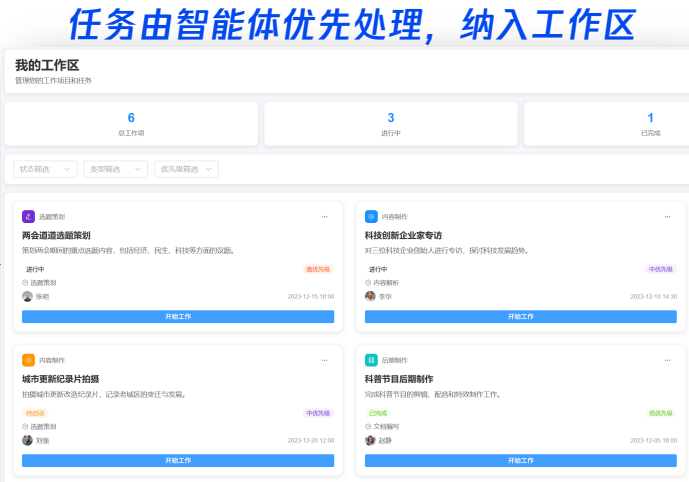 任务由智能体优先处理，纳入工作区
我的工作区
管理您的工作项目和任务
6
3
1
总工作项
进行中
已完成
状态筛选
类型筛选
优先级筛选
选题策划
两会道道选题策划
策划两会期间的重点选题内容，包括经济、民生、科技等方面的议题。
进行中
高优先级
选题策划
张明
2023-12-15 18:00
开始工作
内容制作
科技创新企业家专访
对三位科技企业创始人进行专访，探讨科技发展趋势。
进行中
中优先级
内容解析
李华
2023-12-10 14:30
开始工作
内容制作
城市更新纪录片拍摄
拍摄城市更新改造纪录片，记录老城区的变迁与发展。
待启动
中优先级
选题策划
刘强
2023-12-20 12:00
开始工作
后期制作
科普节目后期制作
完成科普节目的剪辑、配音和特效制作工作。
已完成
低优先级
文档编写
赵静
2023-12-05 16:00
开始工作